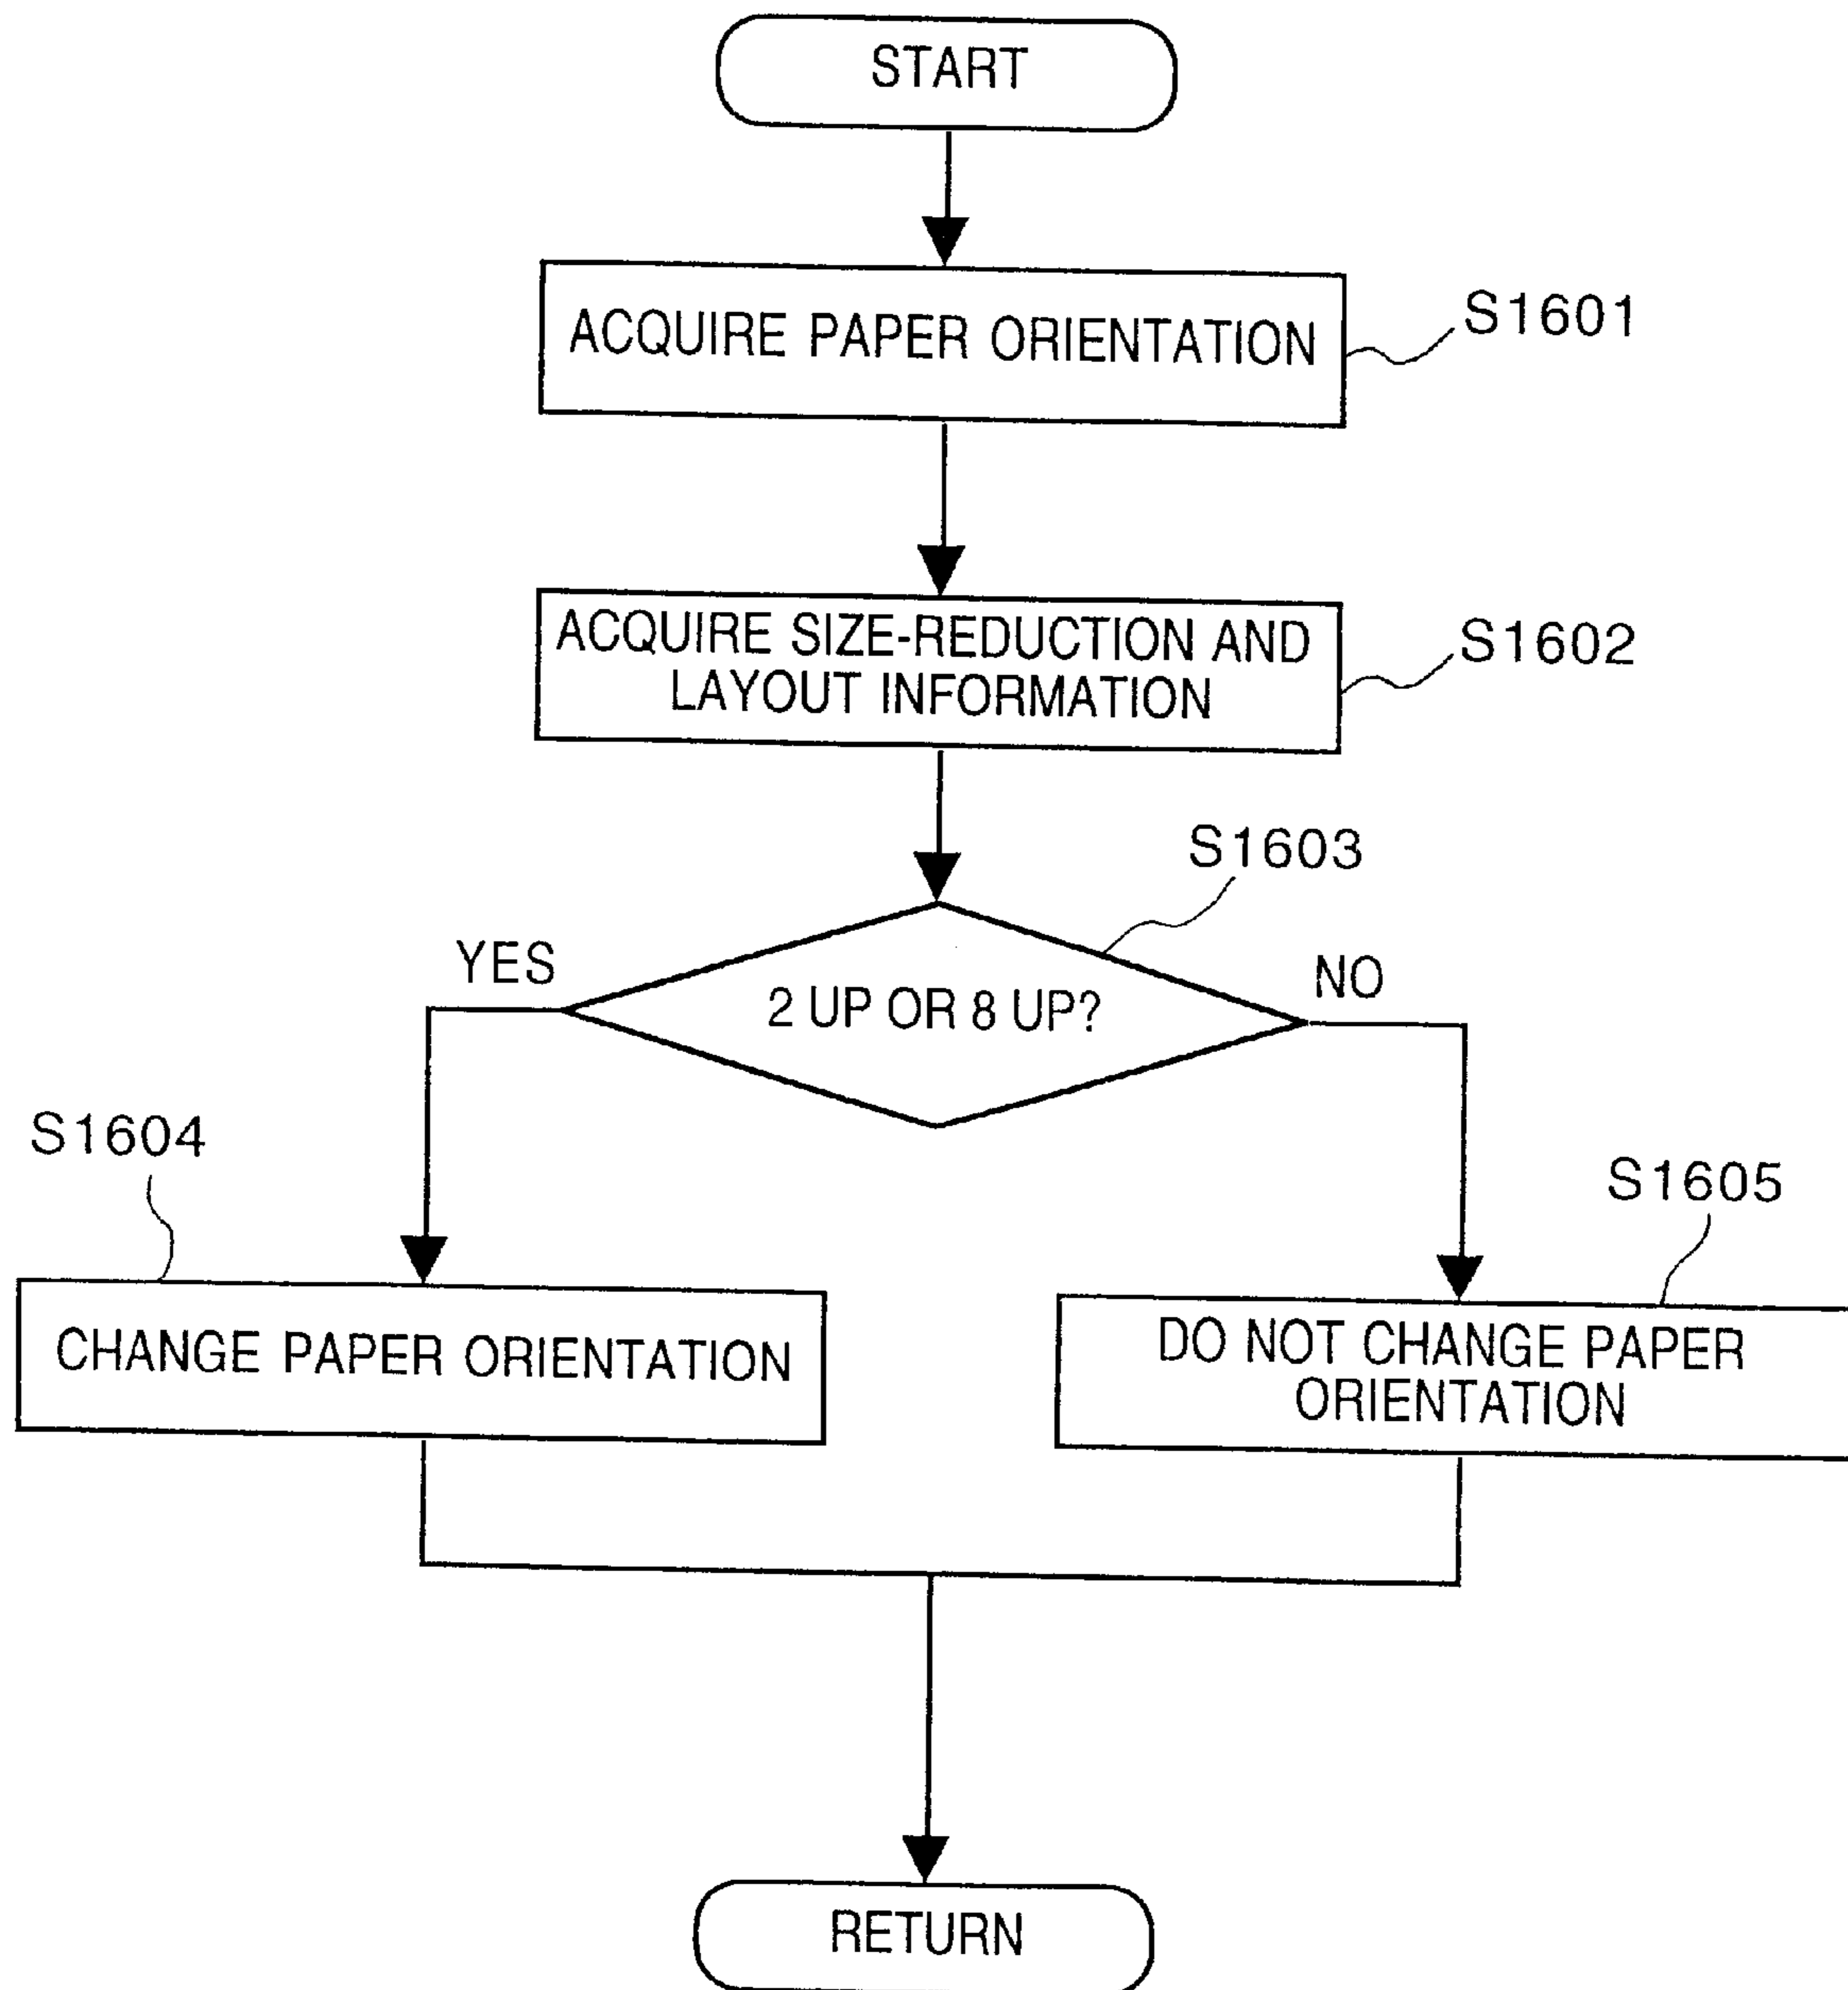 START
ACQUIRE PAPER ORIENTATION
S1601
ACQUIRE SIZE-REDUCTION AND
LAYOUT INFORMATION
S1602
S1603
YES
2 UP OR 8 UP?
NO
S1604
S1605
CHANGE PAPER ORIENTATION
DO NOT CHANGE PAPER
ORIENTATION
RETURN